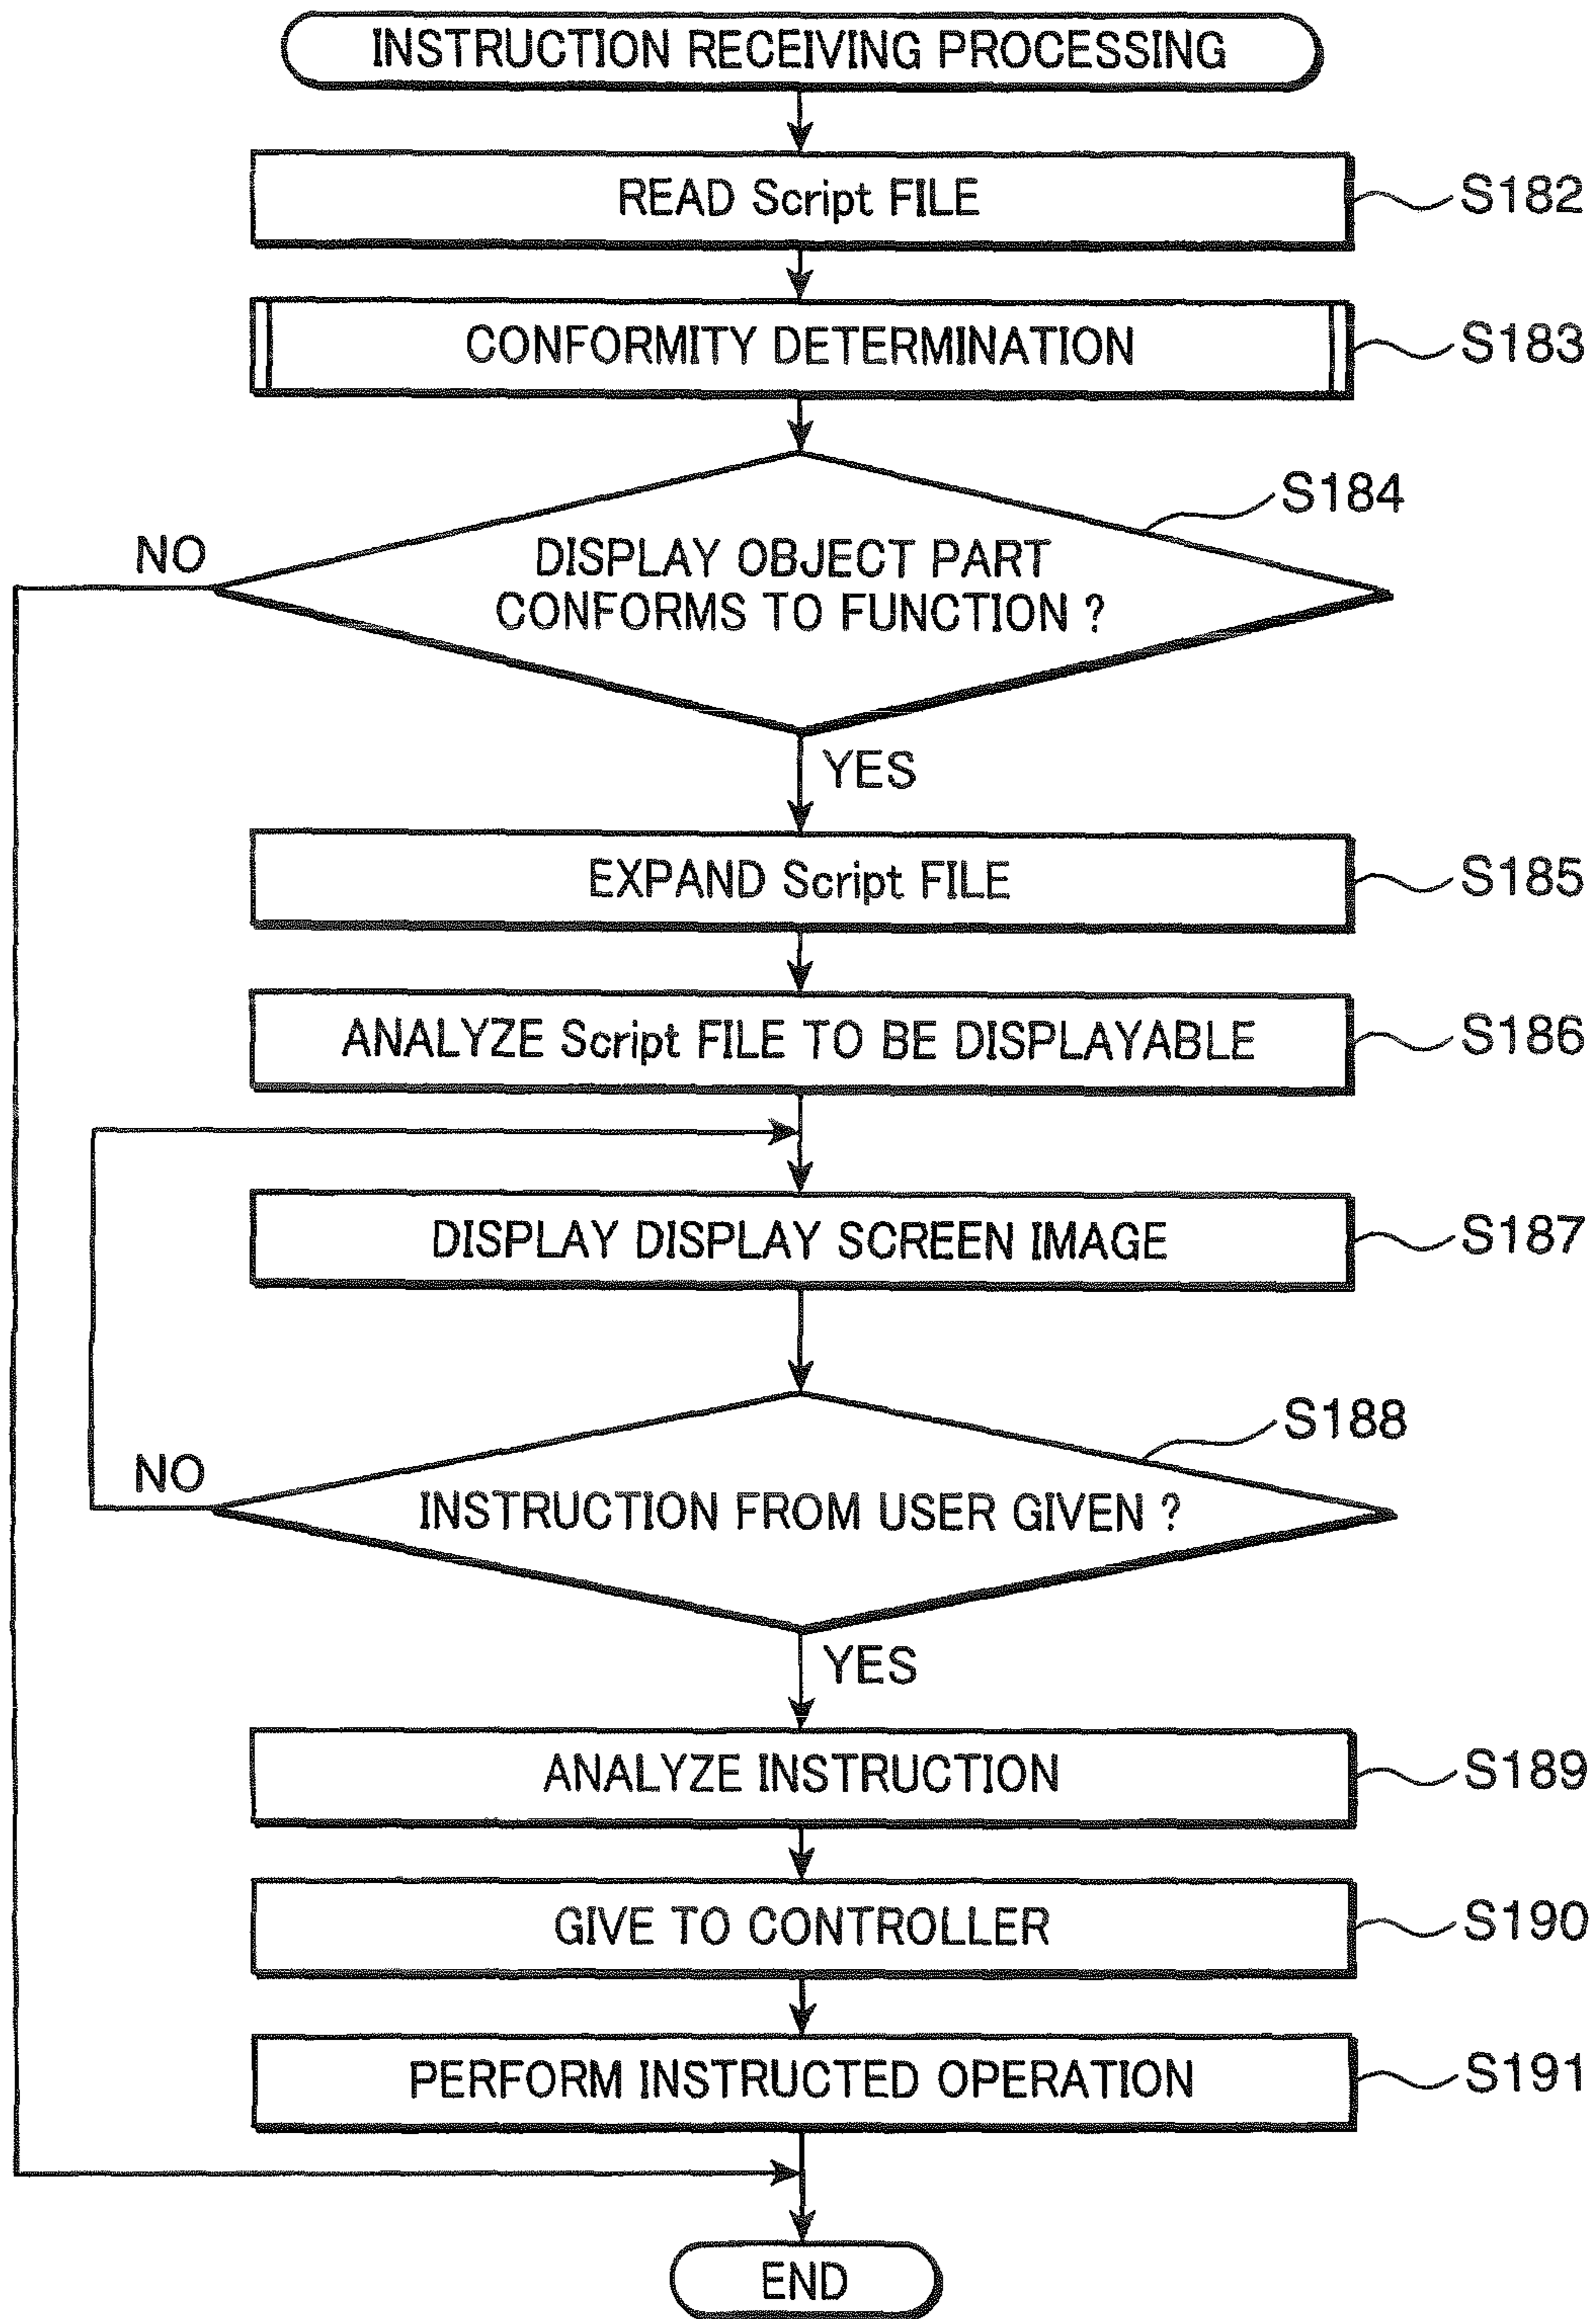 INSTRUCTION RECEIVING PROCESSING
READ Script FILE
S182
CONFORMITY DETERMINATION
S183
S184
NO
DISPLAY OBJECT PART
CONFORMS TO FUNCTION ?
YES
EXPAND Script FILE
S185
ANALYZE Script FILE TO BE DISPLAYABLE
S186
DISPLAY DISPLAY SCREEN IMAGE
S187
S188
NO
INSTRUCTION FROM USER GIVEN ?
YES
ANALYZE INSTRUCTION
S189
GIVE TO CONTROLLER
S190
PERFORM INSTRUCTED OPERATION
S191
END